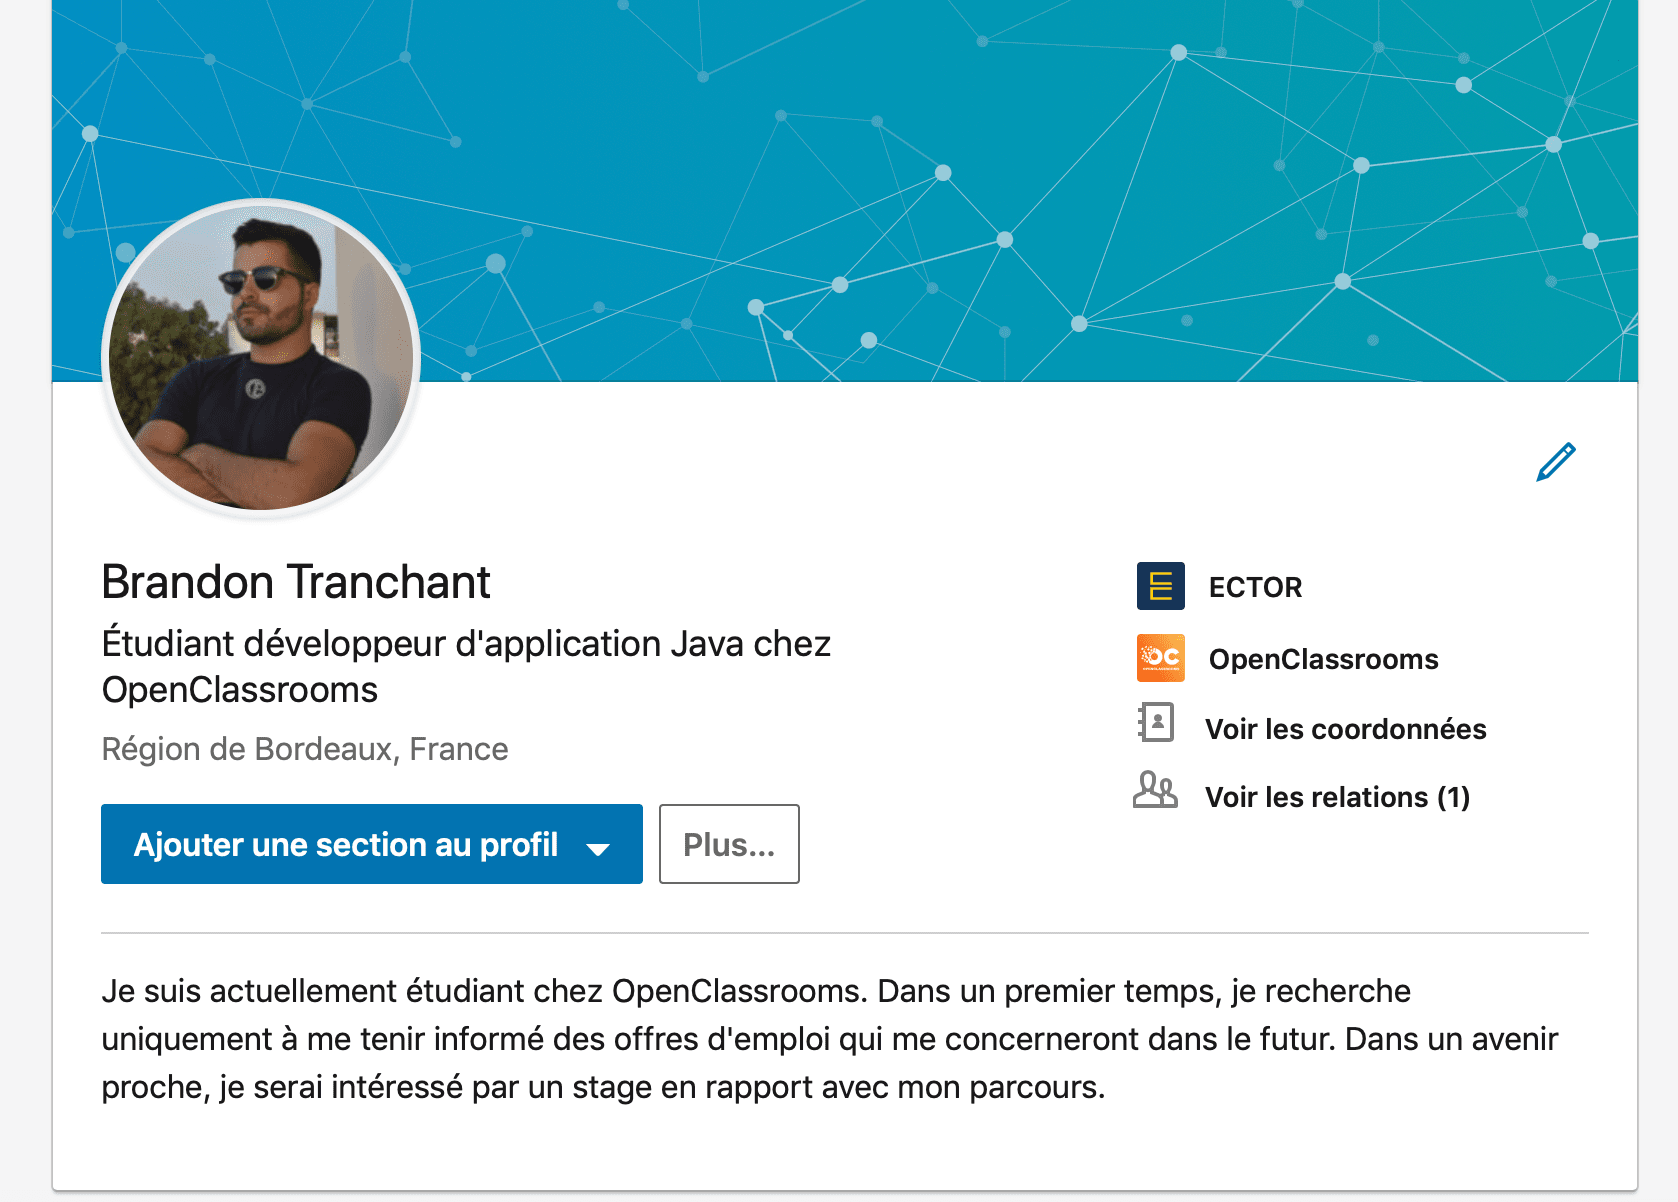 Brandon Tranchant
Étudiant développeur d'application Java chez
OpenClassrooms
Région de Bordeaux, France
Ajouter une section au profil
Plus...
ECTOR
OC
OpenClassrooms
Voir les coordonnées
Voir les relations (1)
Je suis actuellement étudiant chez OpenClassrooms. Dans un premier temps, je recherche
uniquement à me tenir informé des offres d'emploi qui me concerneront dans le futur. Dans un avenir
proche, je serai intéressé par un stage en rapport avec mon parcours.